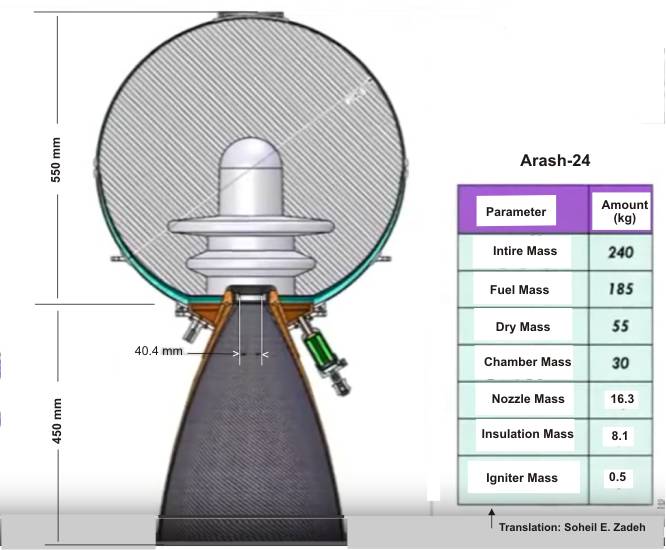 550 mm
450 mm
40.4 mm
Arash-24
Parameter
Amount
(kg)
Intire Mass
240
Fuel Mass
185
Dry Mass
55
Chamber Mass
30
Nozzle Mass
16.3
Insulation Mass
8.1
Igniter Mass
0.5
Translation: Soheil E. Zadeh